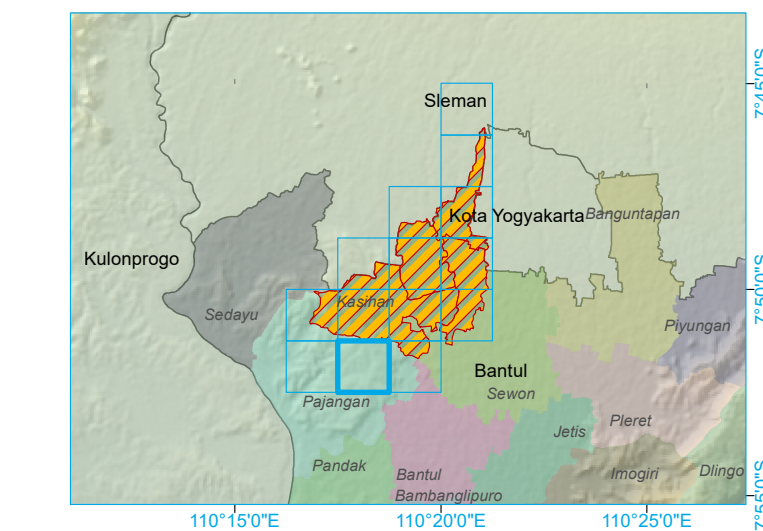 7°45'0"S
Sleman
Kota Yogyakarta
Banguntapan
Kulonprogo
Kasihan
Sedayu
7°50'0"S
Piyungan
Bantul
Sewon
Pajangan
Pleret
Jetis
Pandak
Bantul
Imogiri
Dlingo
Bambanglipuro
7°55'0"S
110°15'0"E
110°20'0"E
110°25'0"E